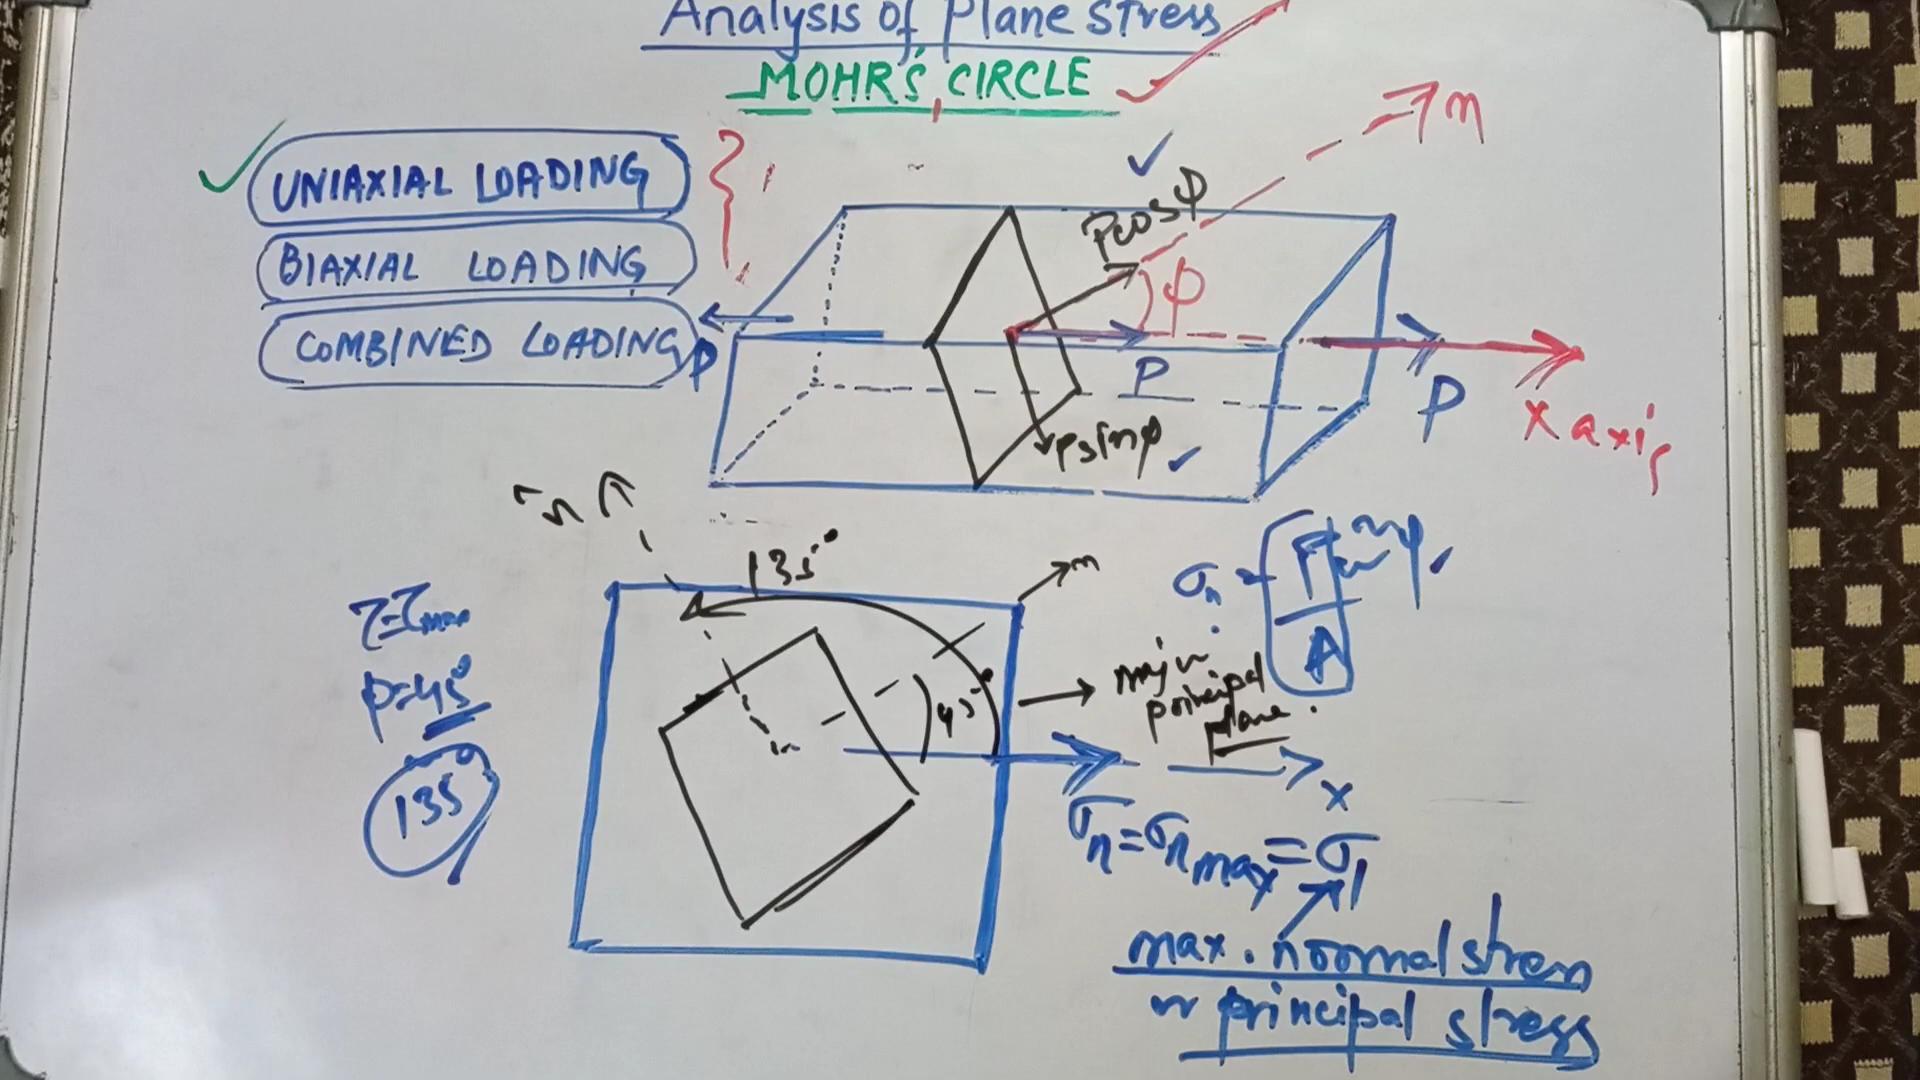 Analysis of Plane Stress
MOHR'S CIRCLE
UNIAXIAL LOADING
BIAXIAL LOADING
COMBINED LOADING
n
Pcosφ
φ
P
P
P
x axis
Psinφ
n
135°
n
τ=τmax
φ=45°
135°
45°
σn =
A
principal
plane.
x
σn=σn max=σ1
max. normal stress
or principal stress